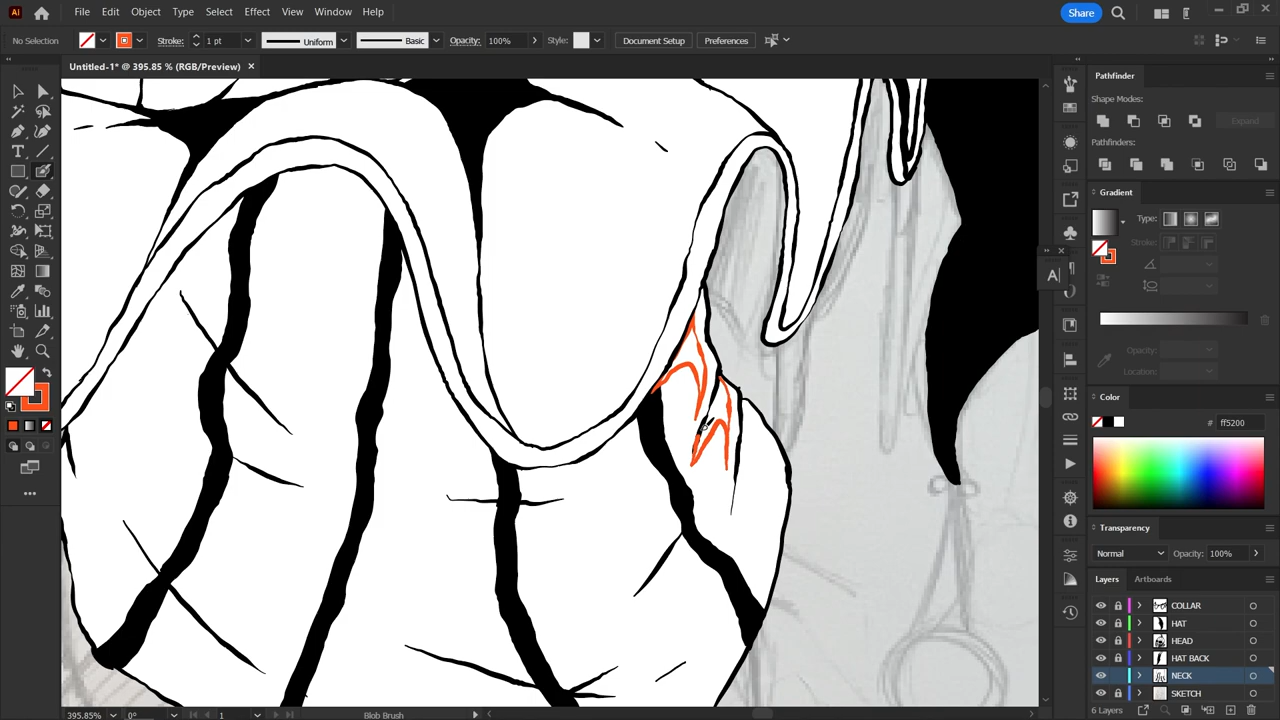 Ai File Edit Object Type Select Effect View Window Help Share
No Selection Stroke: 1 pt Uniform Basic Opacity: 100% Style: Document Setup Preferences
Untitled-1* @ 395.85 % (RGB/Preview)
Pathfinder
Shape Modes:
Expand
Pathfinders:
Gradient
Type:
Stroke:
A
Angle:
Location:
Color
# ff5200
Transparency
Normal Opacity: 100%
Layers Artboards
COLLAR
HAT
HEAD
HAT BACK
NECK
SKETCH
395.85% 0° 1 Blob Brush 6 Layers